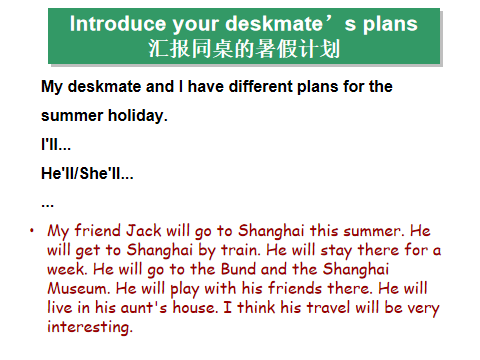 Introduce your deskmate’s plans
汇报同桌的暑假计划
My deskmate and I have different plans for the
summer holiday.
I'll...
He'll/She'll...
...
• My friend Jack will go to Shanghai this summer. He
will get to Shanghai by train. He will stay there for a
week. He will go to the Bund and the Shanghai
Museum. He will play with his friends there. He will
live in his aunt's house. I think his travel will be very
interesting.